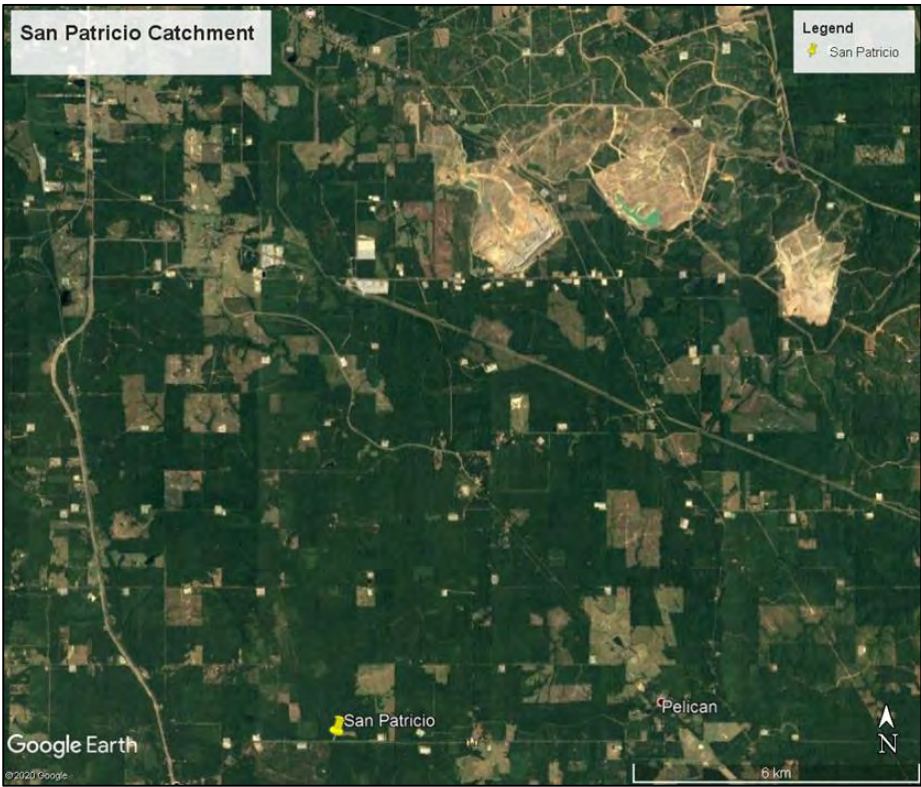 San Patricio Catchment
Legend
San Patricio
San Patricio
Pelican
Google Earth
N
©2020 Google
6 km